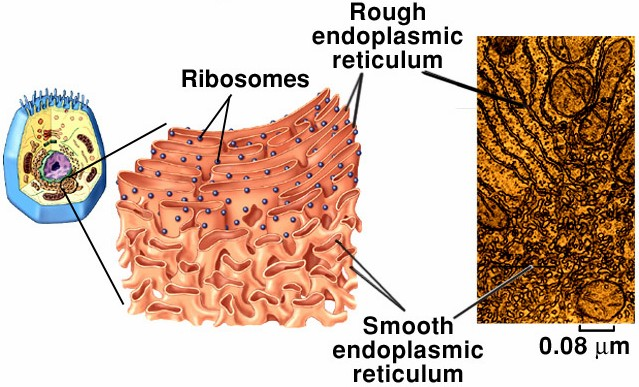 Rough
endoplasmic
reticulum
Ribosomes
Smooth
endoplasmic
reticulum
0.08 µm